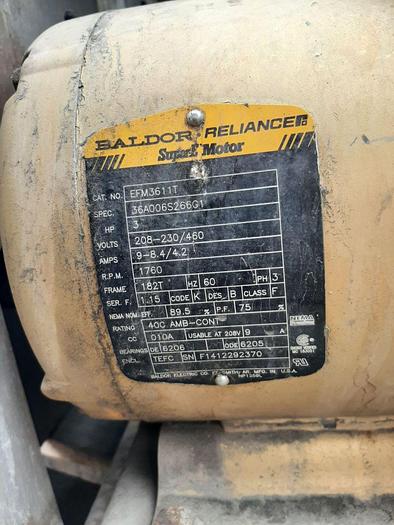 BALDOR · RELIANCE
Super-E Motor
CAT. NO. EFM3611T
SPEC. 36A006S266G1
HP 3
VOLTS 208-230/460
AMPS 9-8.4/4.2
R.P.M. 1760
FRAME 182T HZ 60 PH 3
SER. F. 1.15 CODE K DES. B CLASS F
NEMA NOM. EFF. 89.5 % P.F. 75 %
RATING 40C AMB-CONT
CC 010A USABLE AT 208V 9 A
BEARINGS DE 6206 ODE 6205
ENCL. TEFC SN F1412292370
BALDOR ELECTRIC CO. FT. SMITH, AR. MFG. IN U.S.A.
NEMA